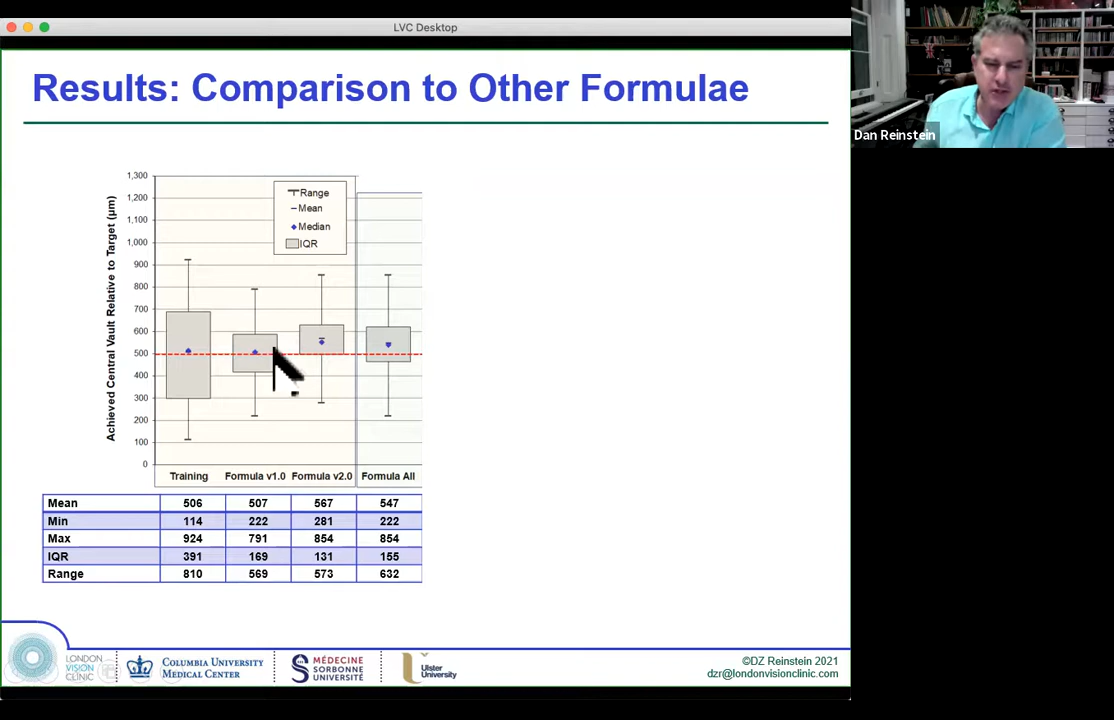 LVC Desktop
Results: Comparison to Other Formulae
Dan Reinstein
Achieved Central Vault Relative to Target (µm)
1,300
1,200
1,100
1,000
900
800
700
600
500
400
300
200
100
0
Range
Mean
Median
IQR
Training Formula v1.0 Formula v2.0 Formula All
Mean 506 507 567 547
Min 114 222 281 222
Max 924 791 854 854
IQR 391 169 131 155
Range 810 569 573 632
LONDON
VISION
CLINIC
COLUMBIA UNIVERSITY
MEDICAL CENTER
MÉDECINE
SORBONNE
UNIVERSITÉ
Ulster
University
©DZ Reinstein 2021
dzr@londonvisionclinic.com